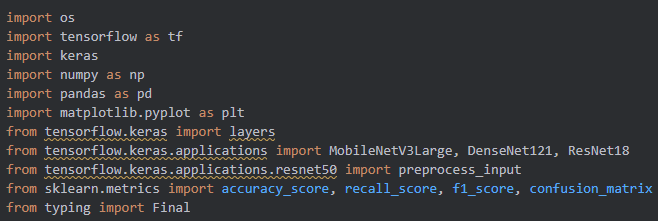 import os
import tensorflow as tf
import keras
import numpy as np
import pandas as pd
import matplotlib.pyplot as plt
from tensorflow.keras import layers
from tensorflow.keras.applications import MobileNetV3Large, DenseNet121, ResNet18
from tensorflow.keras.applications.resnet50 import preprocess_input
from sklearn.metrics import accuracy_score, recall_score, f1_score, confusion_matrix
from typing import Final